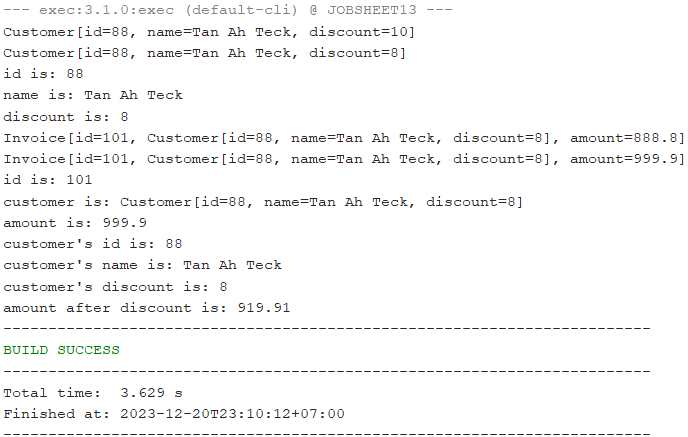 --- exec:3.1.0:exec (default-cli) @ JOBSHEET13 ---
Customer[id=88, name=Tan Ah Teck, discount=10]
Customer[id=88, name=Tan Ah Teck, discount=8]
id is: 88
name is: Tan Ah Teck
discount is: 8
Invoice[id=101, Customer[id=88, name=Tan Ah Teck, discount=8], amount=888.8]
Invoice[id=101, Customer[id=88, name=Tan Ah Teck, discount=8], amount=999.9]
id is: 101
customer is: Customer[id=88, name=Tan Ah Teck, discount=8]
amount is: 999.9
customer's id is: 88
customer's name is: Tan Ah Teck
customer's discount is: 8
amount after discount is: 919.91
------------------------------------------------------------------------
BUILD SUCCESS
------------------------------------------------------------------------
Total time:  3.629 s
Finished at: 2023-12-20T23:10:12+07:00
------------------------------------------------------------------------